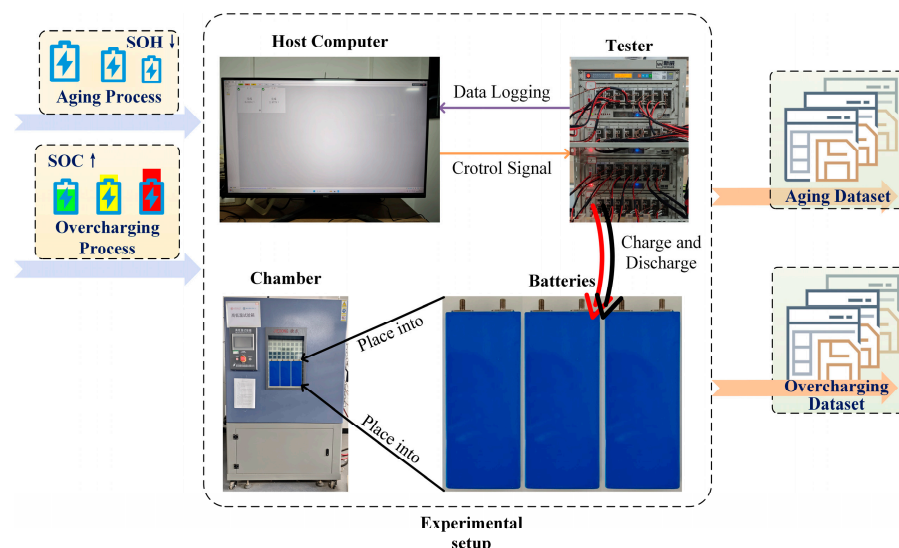 SOH ↓
Aging Process
SOC ↑
Overcharging
Process
Host Computer
Tester
Data Logging
Crotrol Signal
Charge and
Discharge
Chamber
Batteries
Place into
Place into
Aging Dataset
Overcharging
Dataset
Experimental
setup